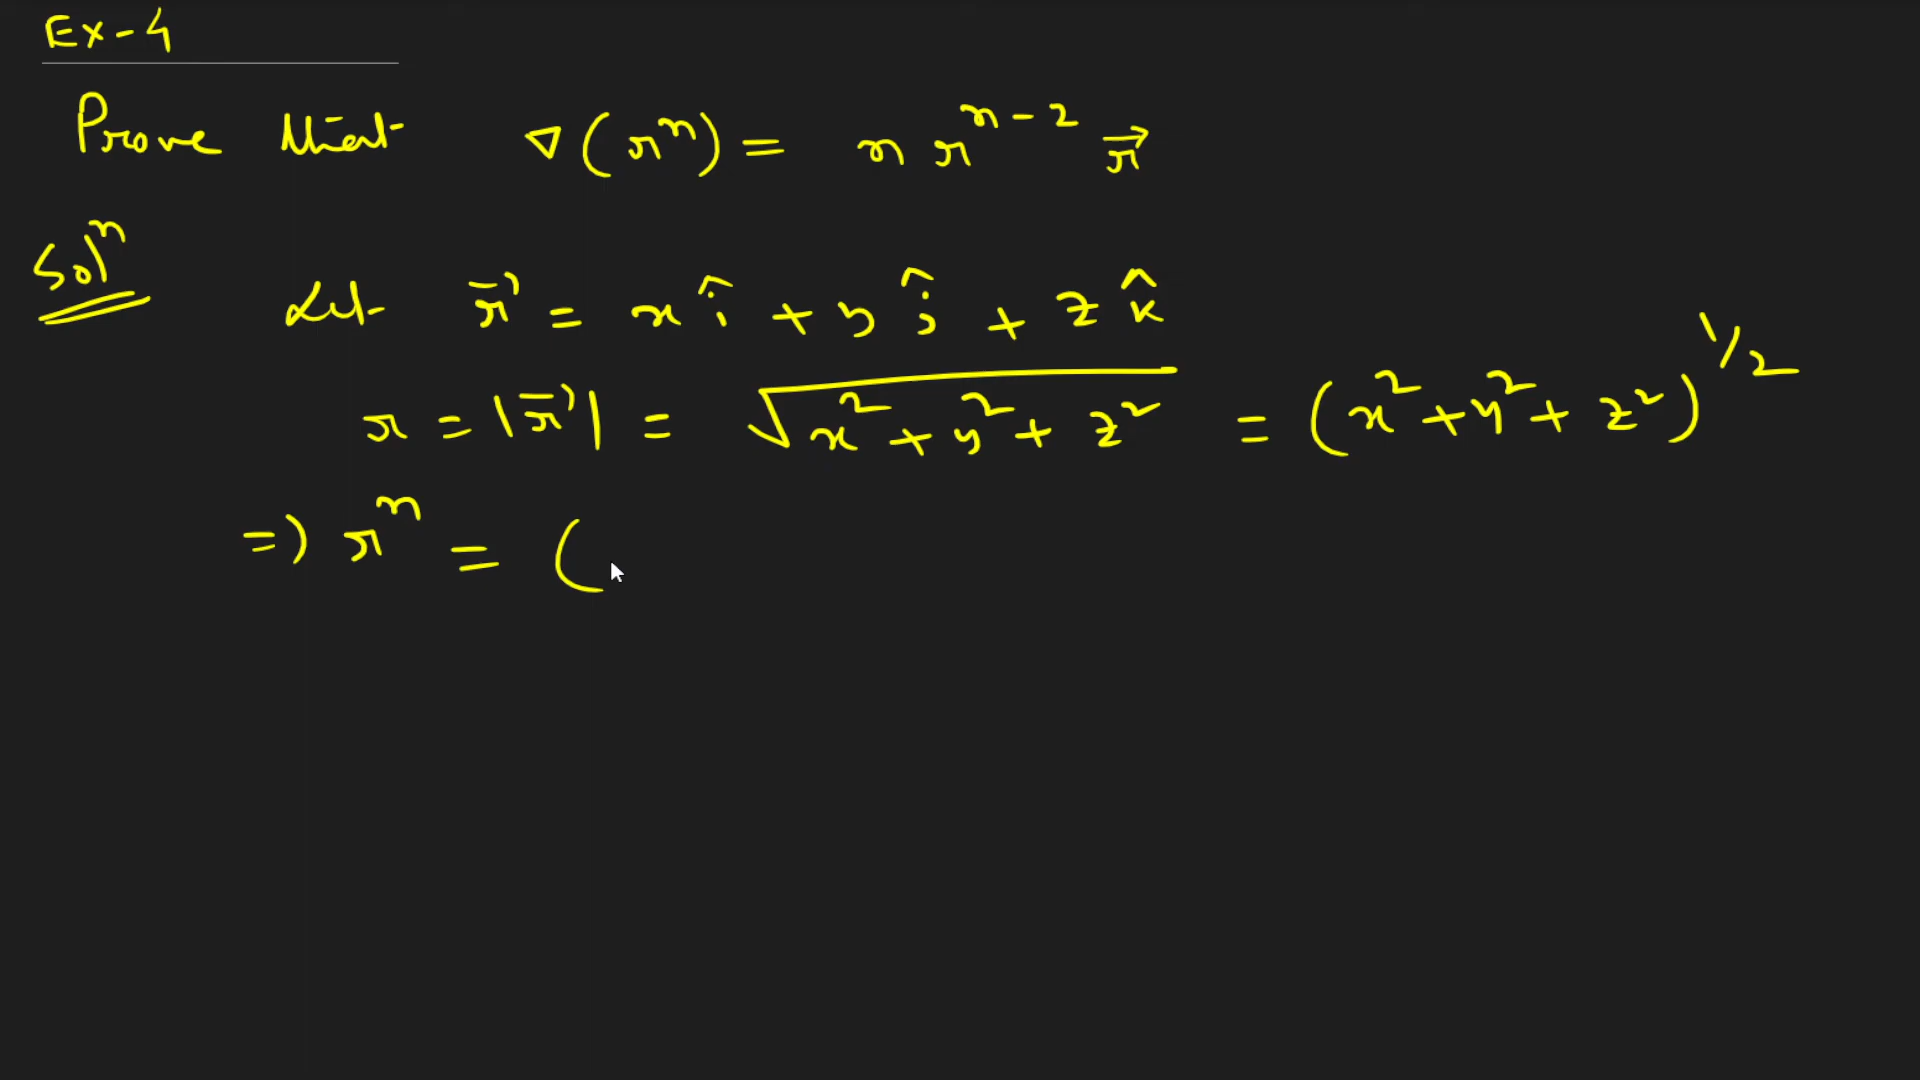 Ex-4
Prove that ∇(rⁿ) = n rⁿ⁻² r⃗
Solⁿ Let r⃗ = x î + y ĵ + z k̂
r = |r⃗| = √(x²+y²+z²) = (x²+y²+z²)^1/2
=) rⁿ = (